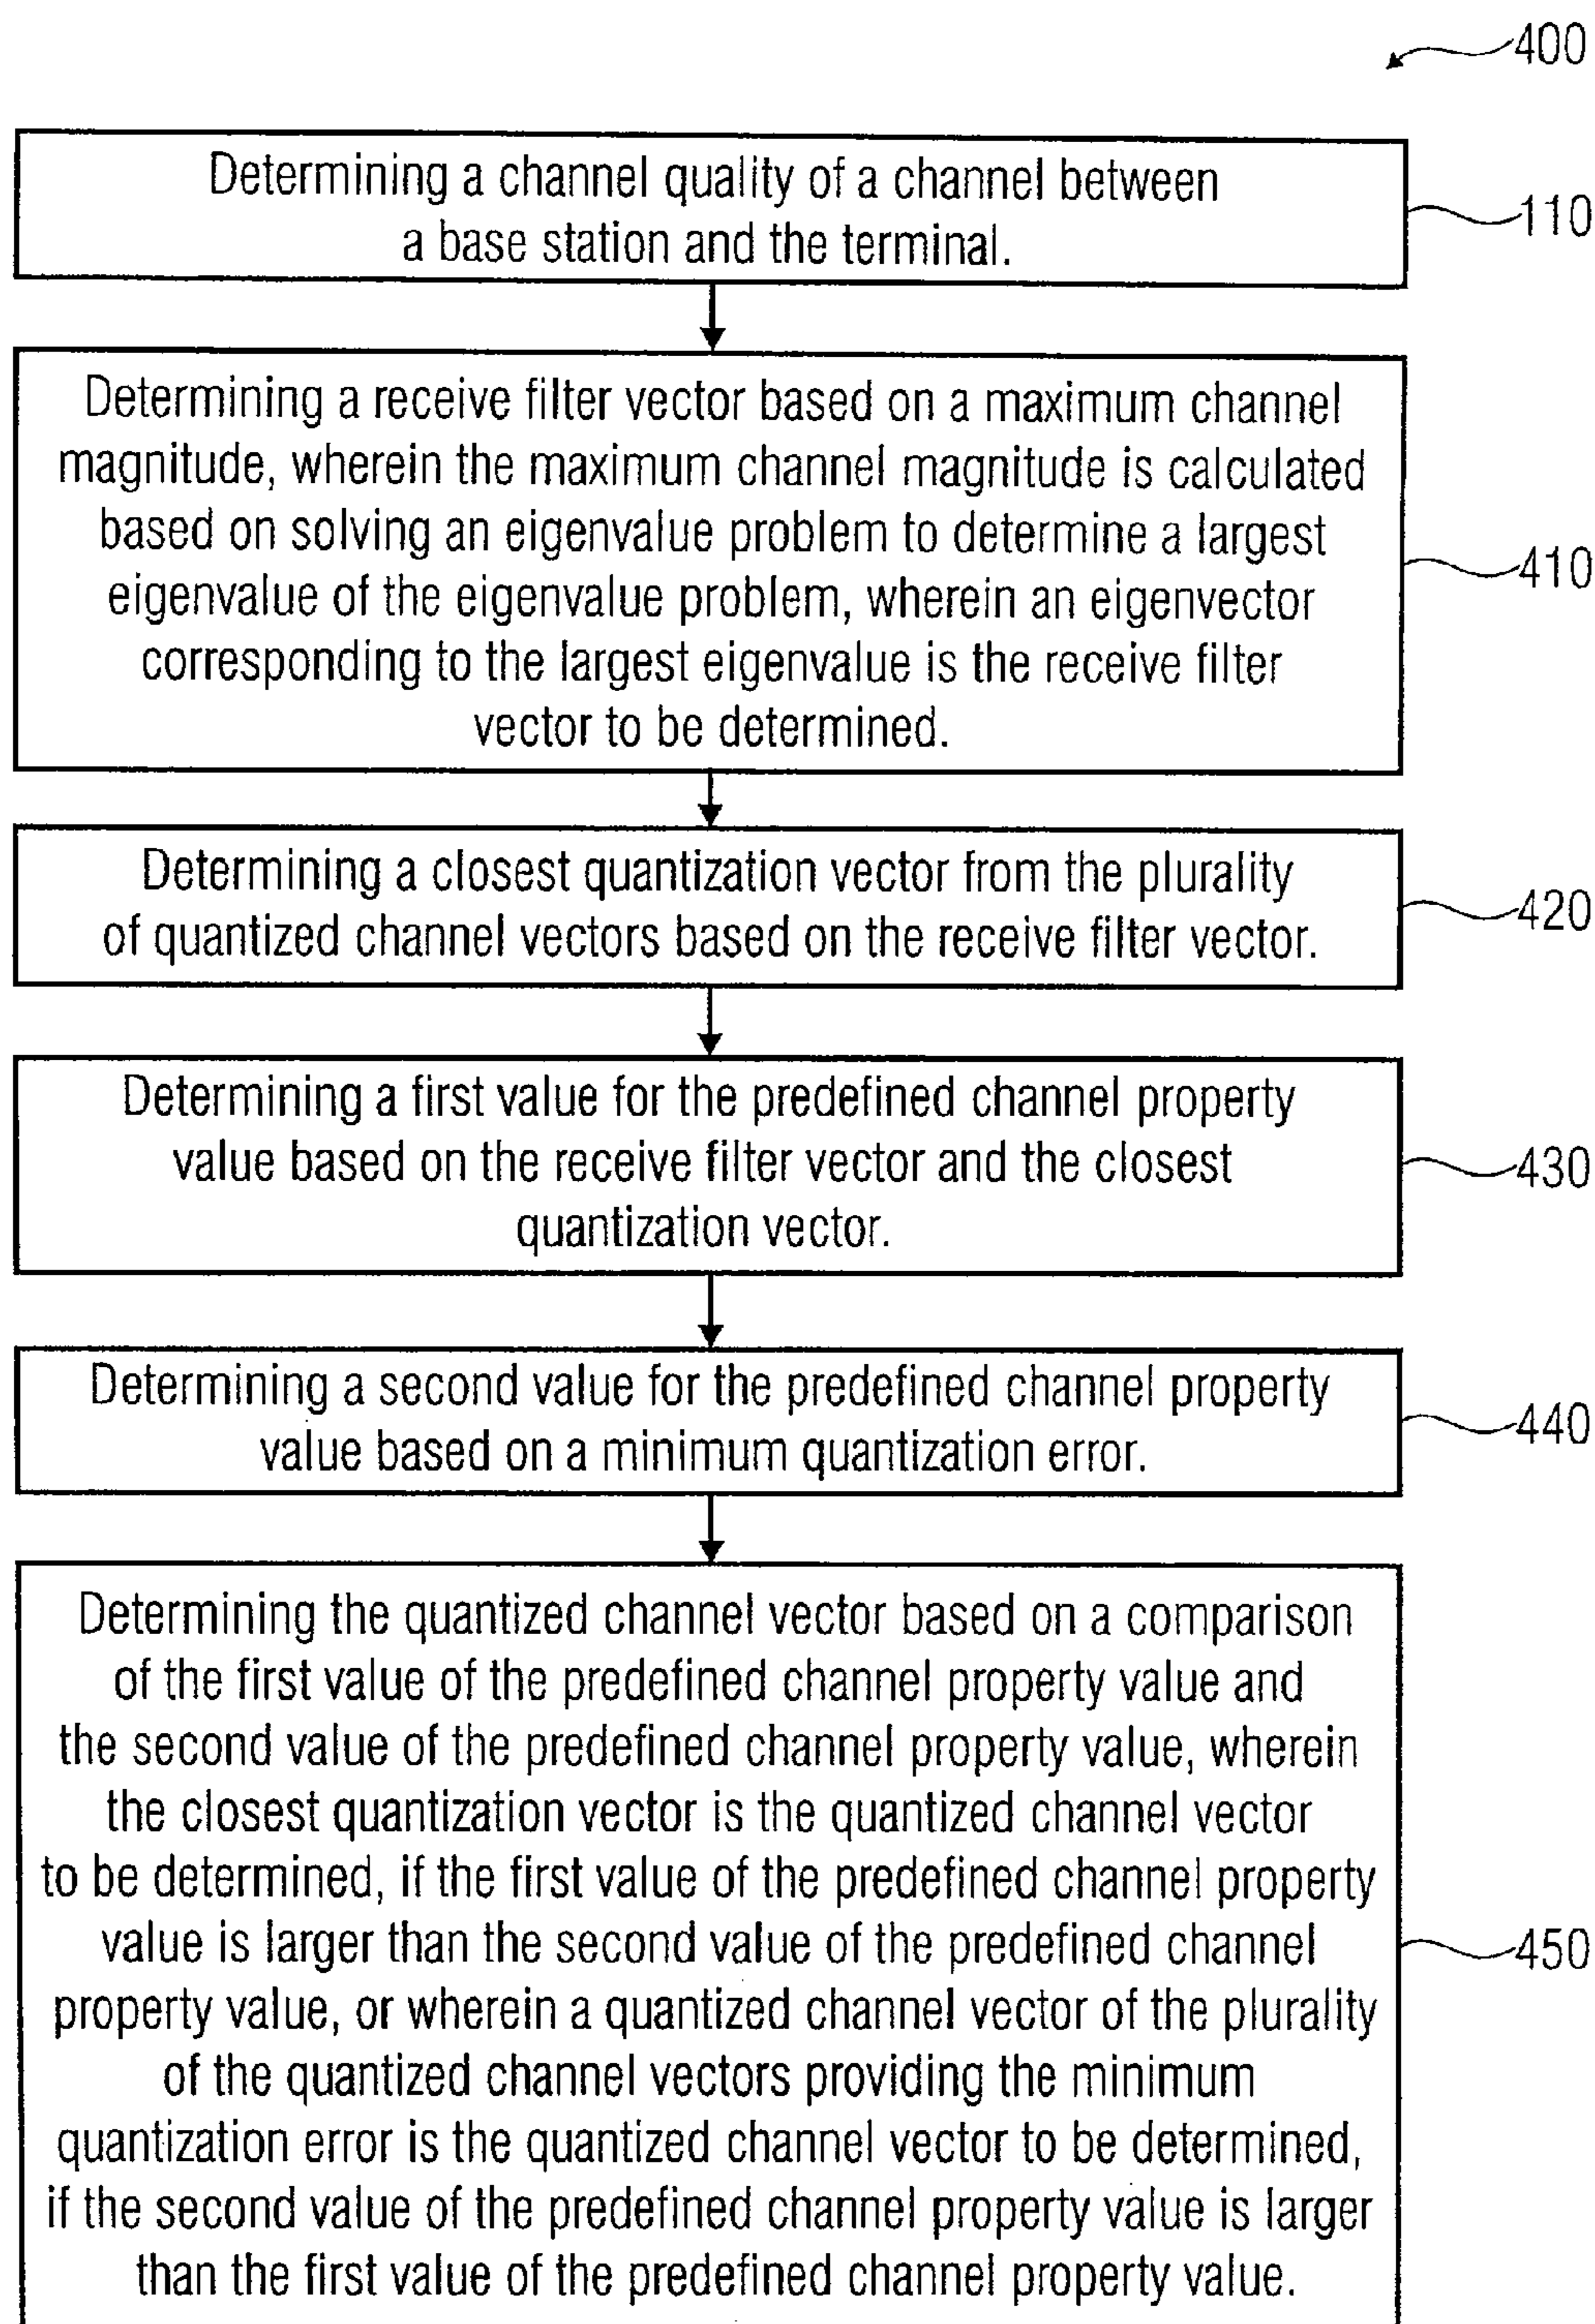 400
Determining a channel quality of a channel between
a base station and the terminal.
110
Determining a receive filter vector based on a maximum channel
magnitude, wherein the maximum channel magnitude is calculated
based on solving an eigenvalue problem to determine a largest
eigenvalue of the eigenvalue problem, wherein an eigenvector
corresponding to the largest eigenvalue is the receive filter
vector to be determined.
410
Determining a closest quantization vector from the plurality
of quantized channel vectors based on the receive filter vector.
420
Determining a first value for the predefined channel property
value based on the receive filter vector and the closest
quantization vector.
430
Determining a second value for the predefined channel property
value based on a minimum quantization error.
440
Determining the quantized channel vector based on a comparison
of the first value of the predefined channel property value and
the second value of the predefined channel property value, wherein
the closest quantization vector is the quantized channel vector
to be determined, if the first value of the predefined channel property
value is larger than the second value of the predefined channel
property value, or wherein a quantized channel vector of the plurality
of the quantized channel vectors providing the minimum
quantization error is the quantized channel vector to be determined,
if the second value of the predefined channel property value is larger
than the first value of the predefined channel property value.
450